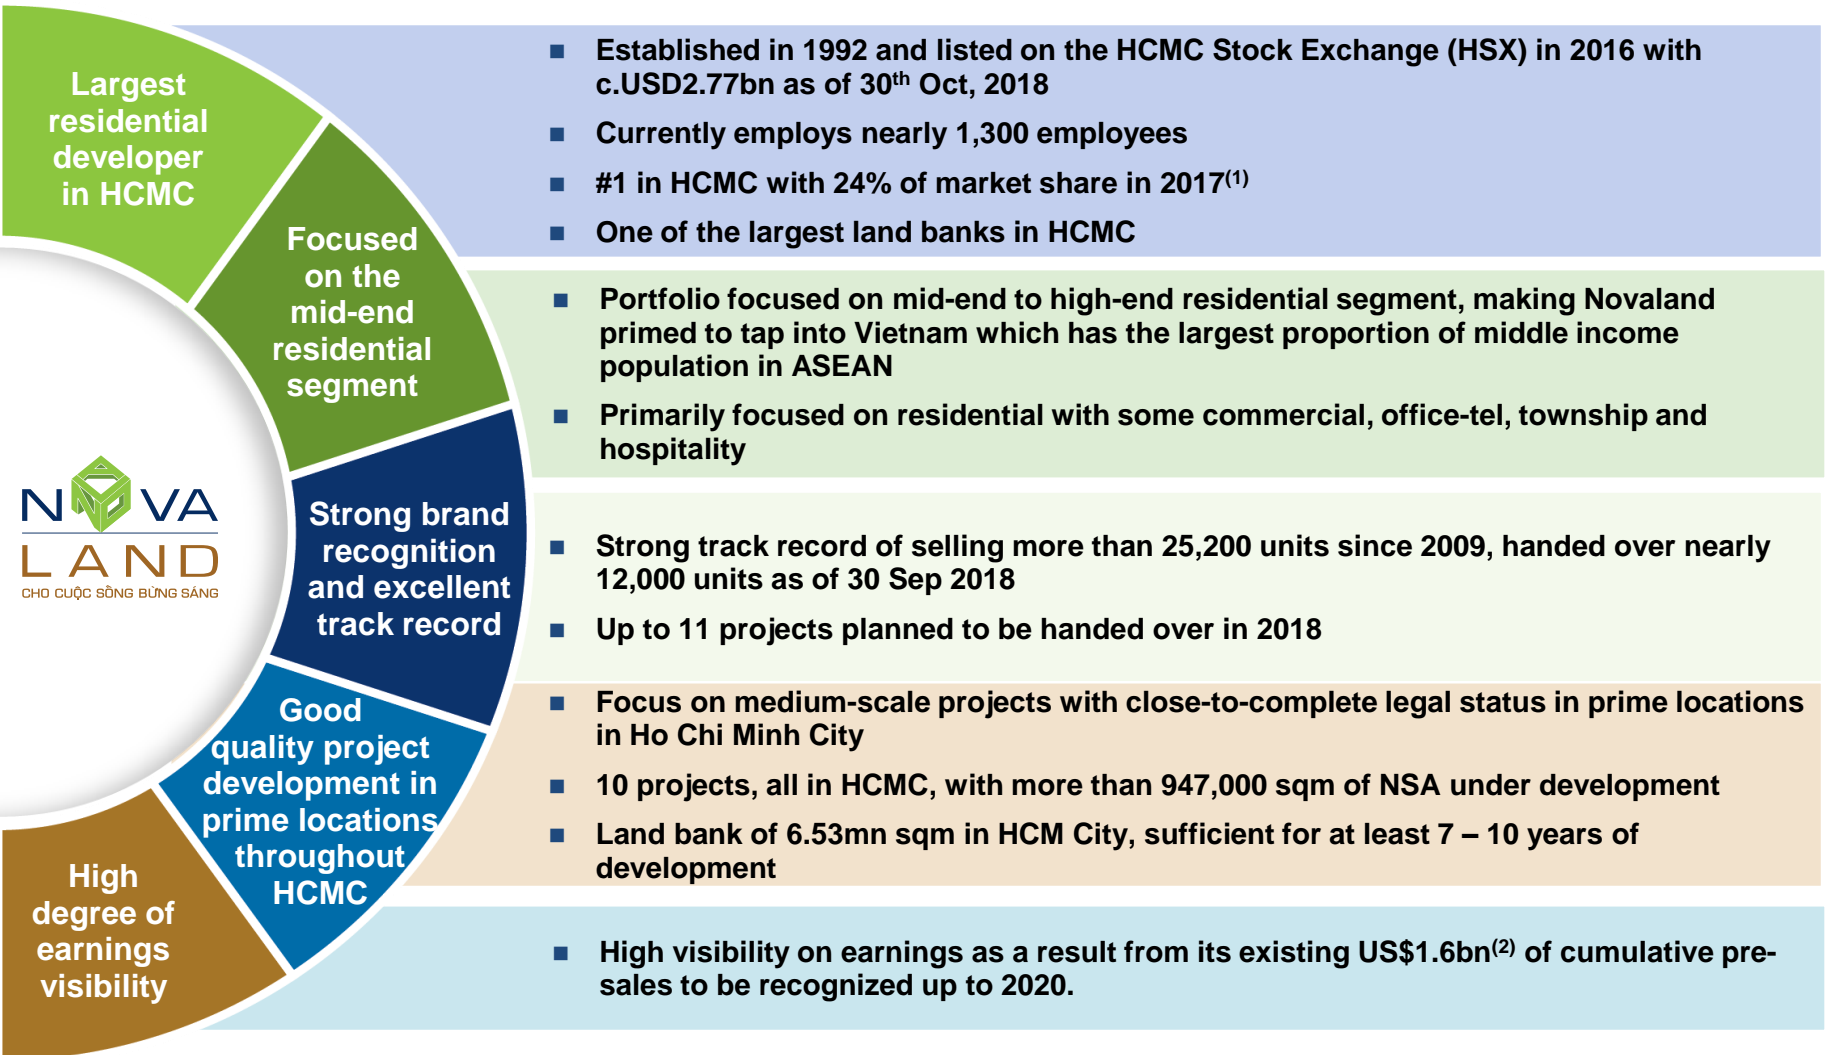 Largest
residential
developer
in HCMC
■ Established in 1992 and listed on the HCMC Stock Exchange (HSX) in 2016 with
c.USD2.77bn as of 30th Oct, 2018
■ Currently employs nearly 1,300 employees
■ #1 in HCMC with 24% of market share in 2017(1)
■ One of the largest land banks in HCMC
Focused
on the
mid-end
residential
segment
■ Portfolio focused on mid-end to high-end residential segment, making Novaland
primed to tap into Vietnam which has the largest proportion of middle income
population in ASEAN
■ Primarily focused on residential with some commercial, office-tel, township and
hospitality
NOVA
LAND
CHO CUỘC SỐNG BỪNG SÁNG
Strong brand
recognition
and excellent
track record
■ Strong track record of selling more than 25,200 units since 2009, handed over nearly
12,000 units as of 30 Sep 2018
■ Up to 11 projects planned to be handed over in 2018
Good
quality project
development in
prime locations
throughout
HCMC
■ Focus on medium-scale projects with close-to-complete legal status in prime locations
in Ho Chi Minh City
■ 10 projects, all in HCMC, with more than 947,000 sqm of NSA under development
■ Land bank of 6.53mn sqm in HCM City, sufficient for at least 7 – 10 years of
development
High
degree of
earnings
visibility
■ High visibility on earnings as a result from its existing US$1.6bn(2) of cumulative pre-
sales to be recognized up to 2020.